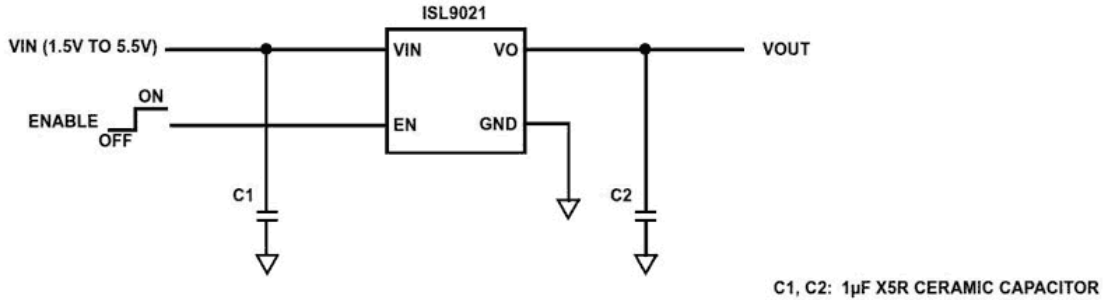 ISL9021
VIN (1.5V TO 5.5V)
VIN
VO
VOUT
ON
ENABLE
OFF
EN
GND
C1
C2
C1, C2: 1µF X5R CERAMIC CAPACITOR